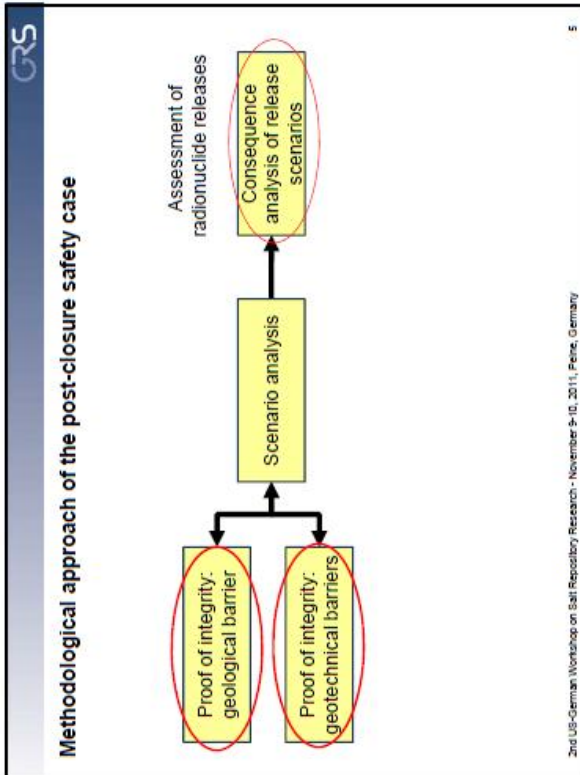 GRS
Methodological approach of the post-closure safety case
Proof of integrity:
geological barrier
Proof of integrity:
geotechnical barriers
Scenario analysis
Assessment of
radionuclide releases
Consequence
analysis of release
scenarios
2nd US-German Workshop on Salt Repository Research - November 9-10, 2011, Peine, Germany
5